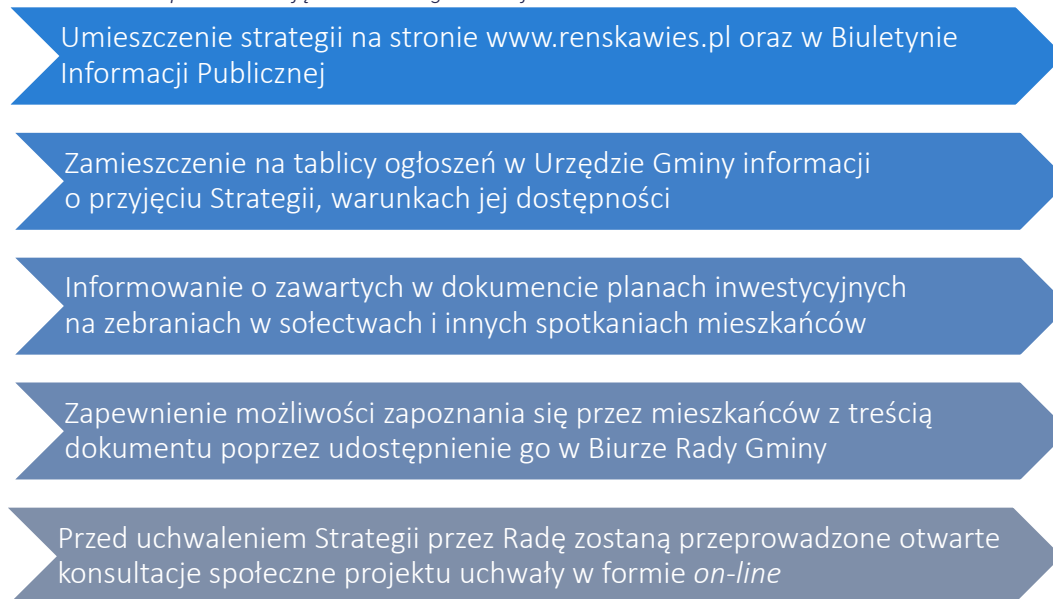 Umieszczenie strategii na stronie www.renskawies.pl oraz w Biuletynie
Informacji Publicznej
Zamieszczenie na tablicy ogłoszeń w Urzędzie Gminy informacji
o przyjęciu Strategii, warunkach jej dostępności
Informowanie o zawartych w dokumencie planach inwestycyjnych
na zebraniach w sołectwach i innych spotkaniach mieszkańców
Zapewnienie możliwości zapoznania się przez mieszkańców z treścią
dokumentu poprzez udostępnienie go w Biurze Rady Gminy
Przed uchwaleniem Strategii przez Radę zostaną przeprowadzone otwarte
konsultacje społeczne projektu uchwały w formie on-line